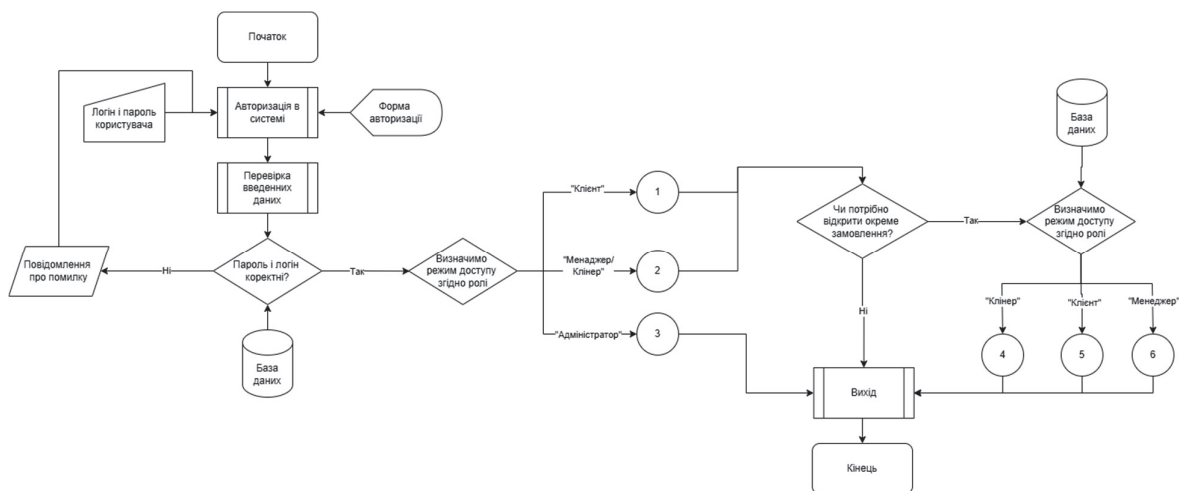 Початок
Логін і пароль
користувача
Авторизація в
системі
Форма
авторизації
Перевірка
введенних
даних
Повідомлення
про помилку
Ні
Пароль і логін
коректні?
Так
База
даних
Визначимо
режим доступу
згідно ролі
"Клієнт"
1
"Менаджер/
Клінер"
2
"Адміністратор"
3
Чи потрібно
відкрити окреме
замовлення?
Так
Ні
База
даних
Визначимо
режим доступу
згідно ролі
"Клінер"
"Клієнт"
"Менеджер"
4
5
6
Вихід
Кінець